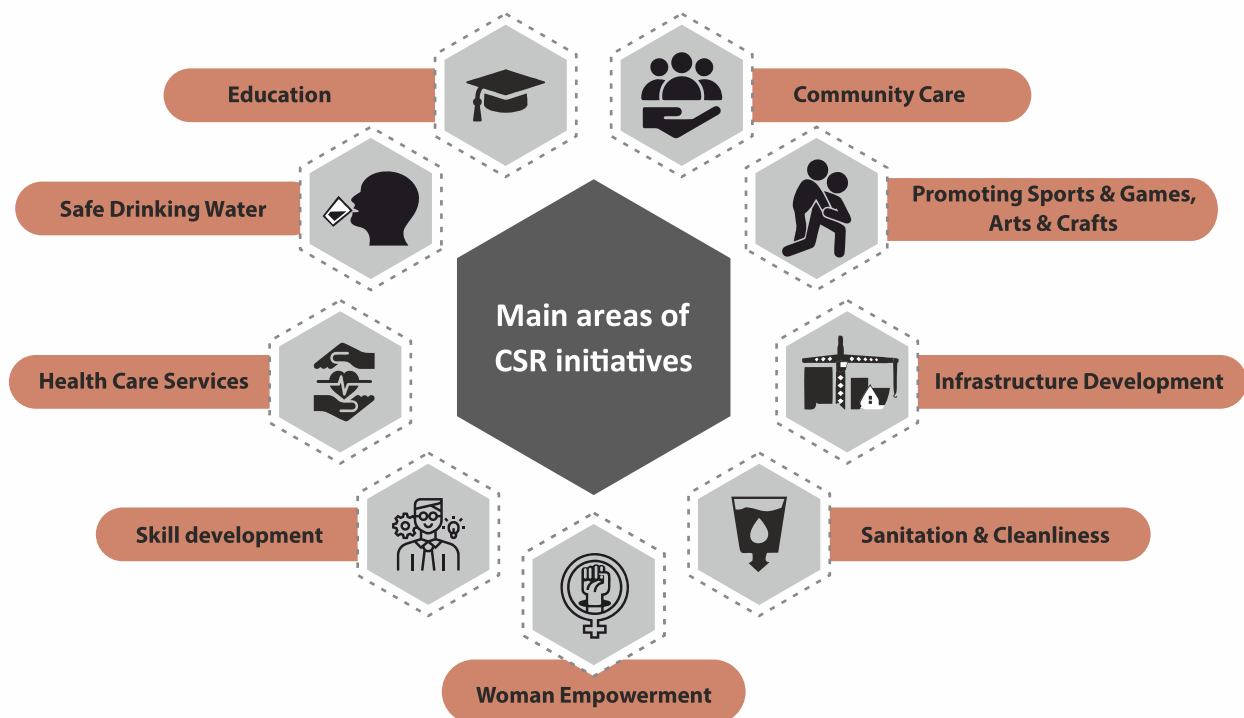 Education
Community Care
Safe Drinking Water
Promoting Sports & Games,
Arts & Crafts
Main areas of
CSR initiatives
Health Care Services
Infrastructure Development
Skill development
Sanitation & Cleanliness
Woman Empowerment